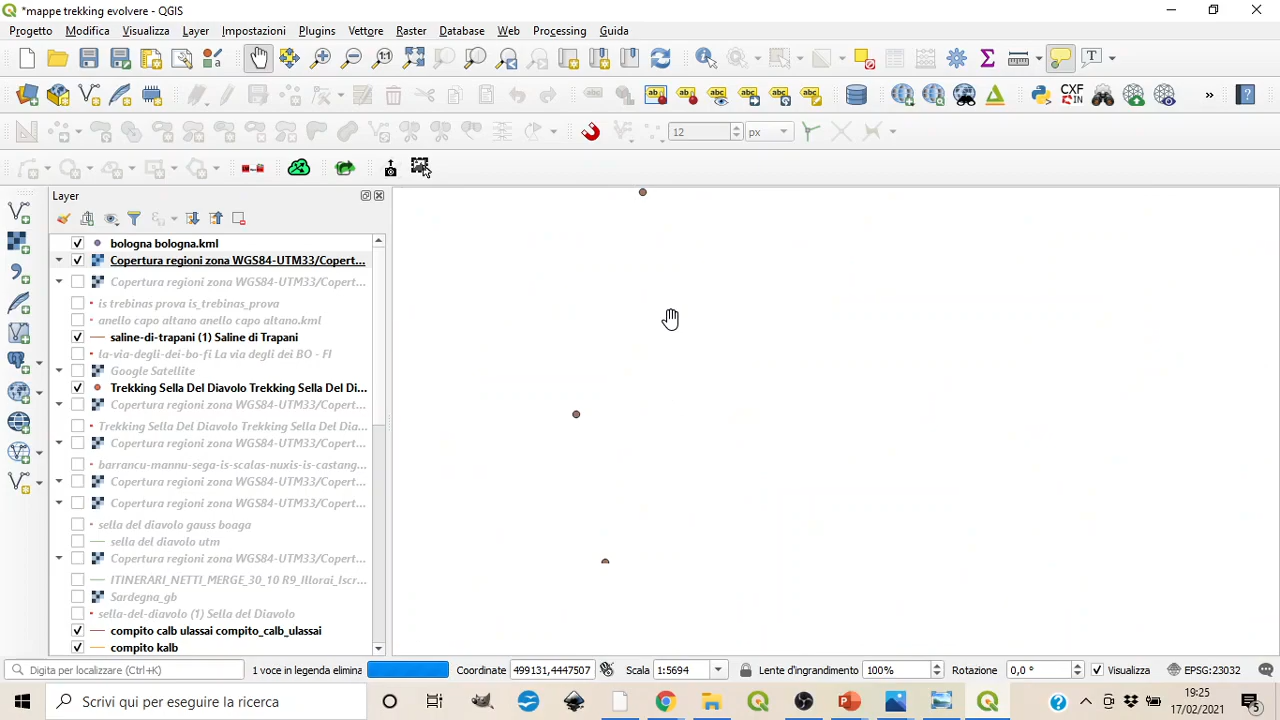 *mappe trekking evolvere - QGIS
Progetto Modifica Visualizza Layer Impostazioni Plugins Vettore Raster Database Web Processing Guida
12 px
Layer
bologna bologna.kml
Copertura regioni zona WGS84-UTM33/Copert...
Copertura regioni zona WGS84-UTM33/Copert...
is trebinas prova is_trebinas_prova
anello capo altano anello capo altano.kml
saline-di-trapani (1) Saline di Trapani
la-via-degli-dei-bo-fi La via degli dei BO - FI
Google Satellite
Trekking Sella Del Diavolo Trekking Sella Del Di...
Copertura regioni zona WGS84-UTM33/Copert...
Trekking Sella Del Diavolo Trekking Sella Del Dia...
Copertura regioni zona WGS84-UTM33/Copert...
barrancu-mannu-sega-is-scalas-nuxis-is-castang...
Copertura regioni zona WGS84-UTM33/Copert...
Copertura regioni zona WGS84-UTM33/Copert...
sella del diavolo gauss boaga
sella del diavolo utm
Copertura regioni zona WGS84-UTM33/Copert...
ITINERARI_NETTI_MERGE_30_10 R9_Illorai_Iscr...
Sardegna_gb
sella-del-diavolo (1) Sella del Diavolo
compito calb ulassai compito_calb_ulassai
compito kalb
Digita per localizzare (Ctrl+K) 1 voce in legenda elimina Coordinate 499131,4447507 Scala 1:5694 Lente d'ingrandimento 100% Rotazione 0,0 ° Visualizza EPSG:23032
Scrivi qui per eseguire la ricerca 19:25
17/02/2021 5